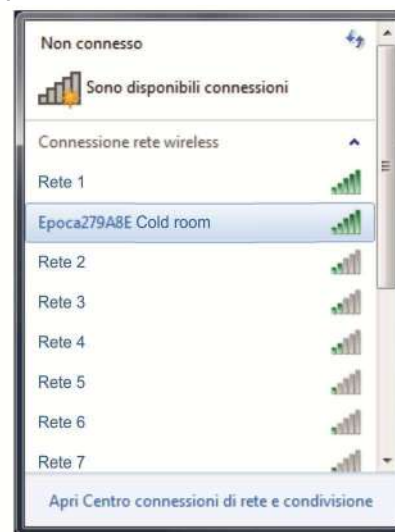 Non connesso
Sono disponibili connessioni
Connessione rete wireless
Rete 1
Epoca279A8E Cold room
Rete 2
Rete 3
Rete 4
Rete 5
Rete 6
Rete 7
Apri Centro connessioni di rete e condivisione